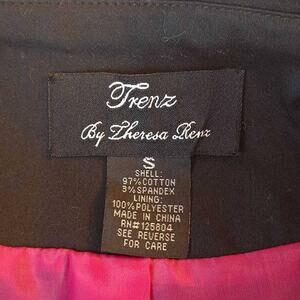 Trenz
By Theresa Renz
S
SHELL:
97%COTTON
3%SPANDEX
LINING:
100%POLYESTER
MADE IN CHINA
RN#125804
SEE REVERSE
FOR CARE